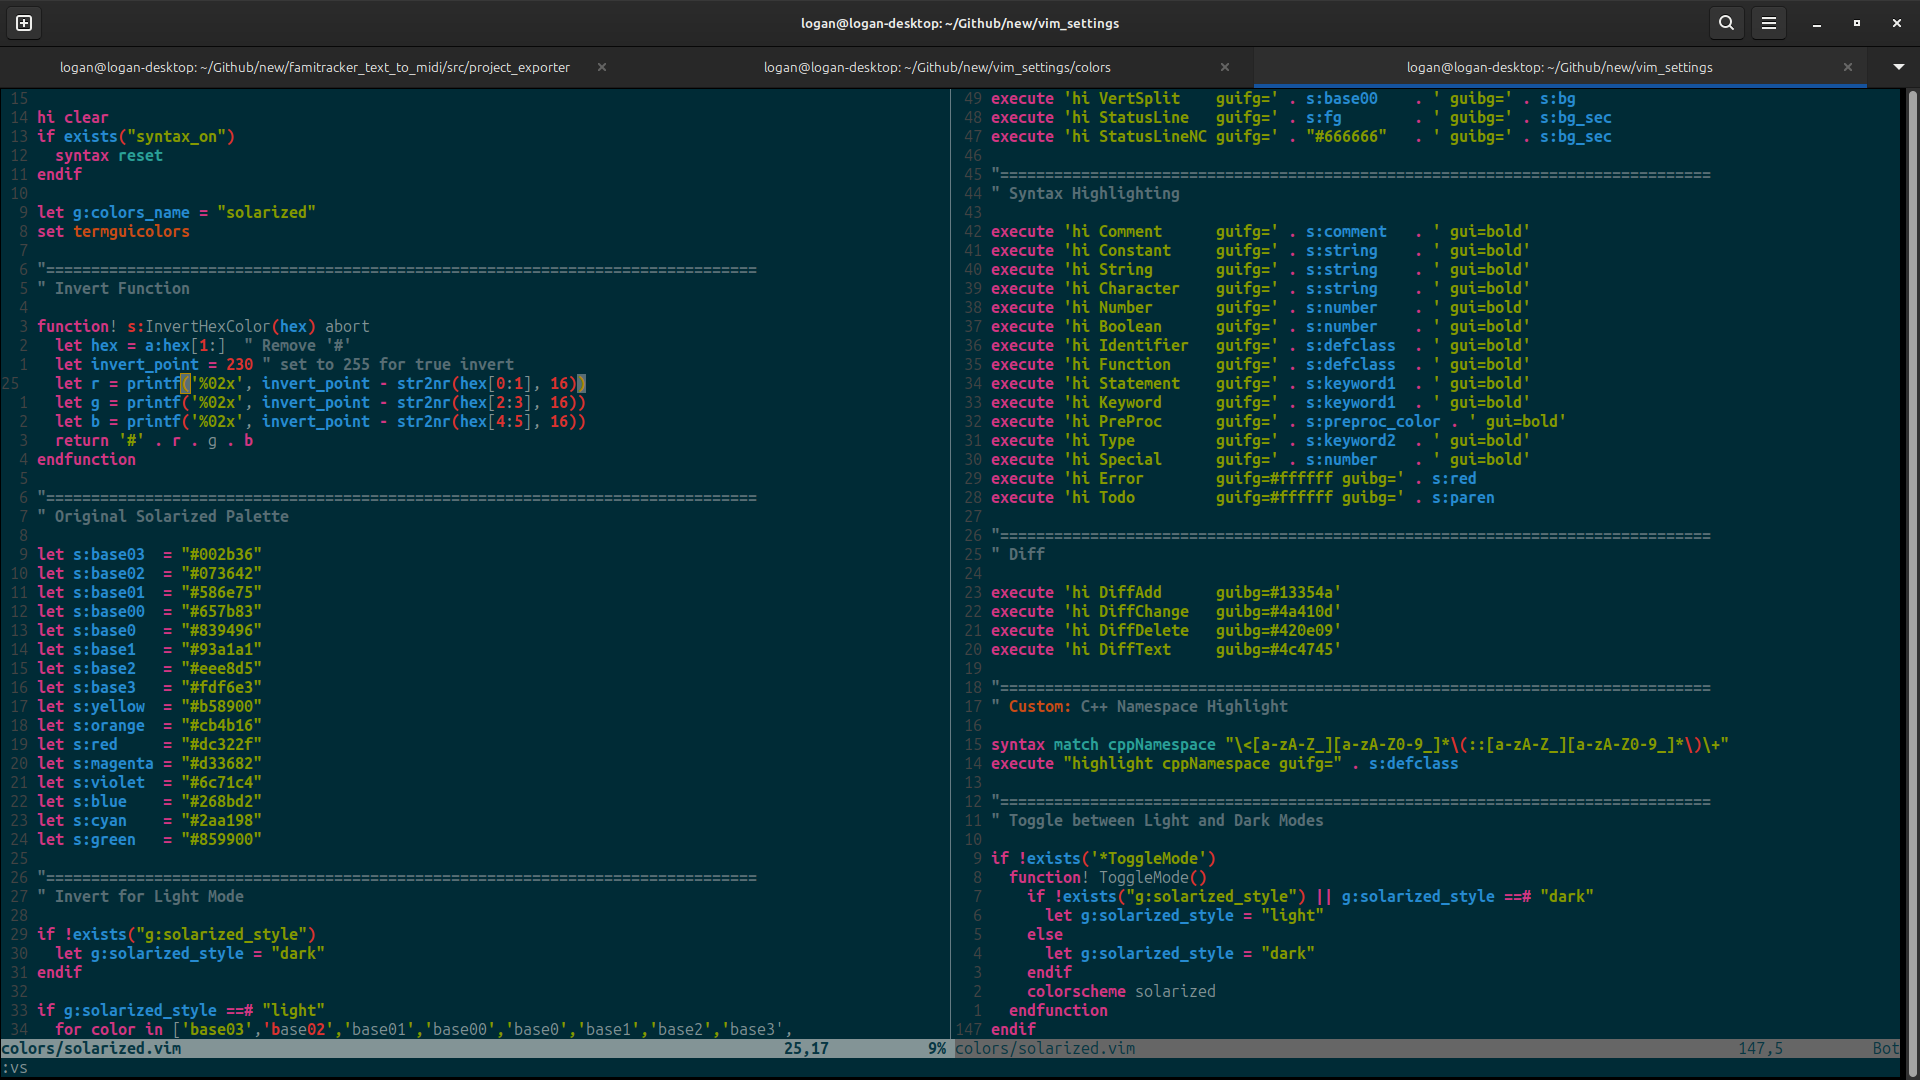 logan@logan-desktop: ~/Github/new/vim_settings
logan@logan-desktop: ~/Github/new/famitracker_text_to_midi/src/project_exporter
logan@logan-desktop: ~/Github/new/vim_settings/colors
logan@logan-desktop: ~/Github/new/vim_settings
15
14 hi clear
13 if exists("syntax_on")
12   syntax reset
11 endif
10
9 let g:colors_name = "solarized"
8 set termguicolors
7
6 "===============================================================================
5 " Invert Function
4
3 function! s:InvertHexColor(hex) abort
2   let hex = a:hex[1:]  " Remove '#'
1   let invert_point = 230 " set to 255 for true invert
25   let r = printf('%02x', invert_point - str2nr(hex[0:1], 16))
1   let g = printf('%02x', invert_point - str2nr(hex[2:3], 16))
2   let b = printf('%02x', invert_point - str2nr(hex[4:5], 16))
3   return '#' . r . g . b
4 endfunction
5
6 "===============================================================================
7 " Original Solarized Palette
8
9 let s:base03  = "#002b36"
10 let s:base02  = "#073642"
11 let s:base01  = "#586e75"
12 let s:base00  = "#657b83"
13 let s:base0   = "#839496"
14 let s:base1   = "#93a1a1"
15 let s:base2   = "#eee8d5"
16 let s:base3   = "#fdf6e3"
17 let s:yellow  = "#b58900"
18 let s:orange  = "#cb4b16"
19 let s:red     = "#dc322f"
20 let s:magenta = "#d33682"
21 let s:violet  = "#6c71c4"
22 let s:blue    = "#268bd2"
23 let s:cyan    = "#2aa198"
24 let s:green   = "#859900"
25
26 "===============================================================================
27 " Invert for Light Mode
28
29 if !exists("g:solarized_style")
30   let g:solarized_style = "dark"
31 endif
32
33 if g:solarized_style ==# "light"
34   for color in ['base03','base02','base01','base00','base0','base1','base2','base3',
colors/solarized.vim 25,17 9%
:vs
49 execute 'hi VertSplit    guifg=' . s:base00    . ' guibg=' . s:bg
48 execute 'hi StatusLine   guifg=' . s:fg        . ' guibg=' . s:bg_sec
47 execute 'hi StatusLineNC guifg=' . "#666666"   . ' guibg=' . s:bg_sec
46
45 "===============================================================================
44 " Syntax Highlighting
43
42 execute 'hi Comment      guifg=' . s:comment   . ' gui=bold'
41 execute 'hi Constant     guifg=' . s:string    . ' gui=bold'
40 execute 'hi String       guifg=' . s:string    . ' gui=bold'
39 execute 'hi Character    guifg=' . s:string    . ' gui=bold'
38 execute 'hi Number       guifg=' . s:number    . ' gui=bold'
37 execute 'hi Boolean      guifg=' . s:number    . ' gui=bold'
36 execute 'hi Identifier   guifg=' . s:defclass  . ' gui=bold'
35 execute 'hi Function     guifg=' . s:defclass  . ' gui=bold'
34 execute 'hi Statement    guifg=' . s:keyword1  . ' gui=bold'
33 execute 'hi Keyword      guifg=' . s:keyword1  . ' gui=bold'
32 execute 'hi PreProc      guifg=' . s:preproc_color . ' gui=bold'
31 execute 'hi Type         guifg=' . s:keyword2  . ' gui=bold'
30 execute 'hi Special      guifg=' . s:number    . ' gui=bold'
29 execute 'hi Error        guifg=#ffffff guibg=' . s:red
28 execute 'hi Todo         guifg=#ffffff guibg=' . s:paren
27
26 "===============================================================================
25 " Diff
24
23 execute 'hi DiffAdd      guibg=#13354a'
22 execute 'hi DiffChange   guibg=#4a410d'
21 execute 'hi DiffDelete   guibg=#420e09'
20 execute 'hi DiffText     guibg=#4c4745'
19
18 "===============================================================================
17 " Custom: C++ Namespace Highlight
16
15 syntax match cppNamespace "\<[a-zA-Z_][a-zA-Z0-9_]*\(::[a-zA-Z_][a-zA-Z0-9_]*\)\+"
14 execute "highlight cppNamespace guifg=" . s:defclass
13
12 "===============================================================================
11 " Toggle between Light and Dark Modes
10
9 if !exists('*ToggleMode')
8   function! ToggleMode()
7     if !exists("g:solarized_style") || g:solarized_style ==# "dark"
6       let g:solarized_style = "light"
5     else
4       let g:solarized_style = "dark"
3     endif
2     colorscheme solarized
1   endfunction
147 endif
colors/solarized.vim 147,5 Bot